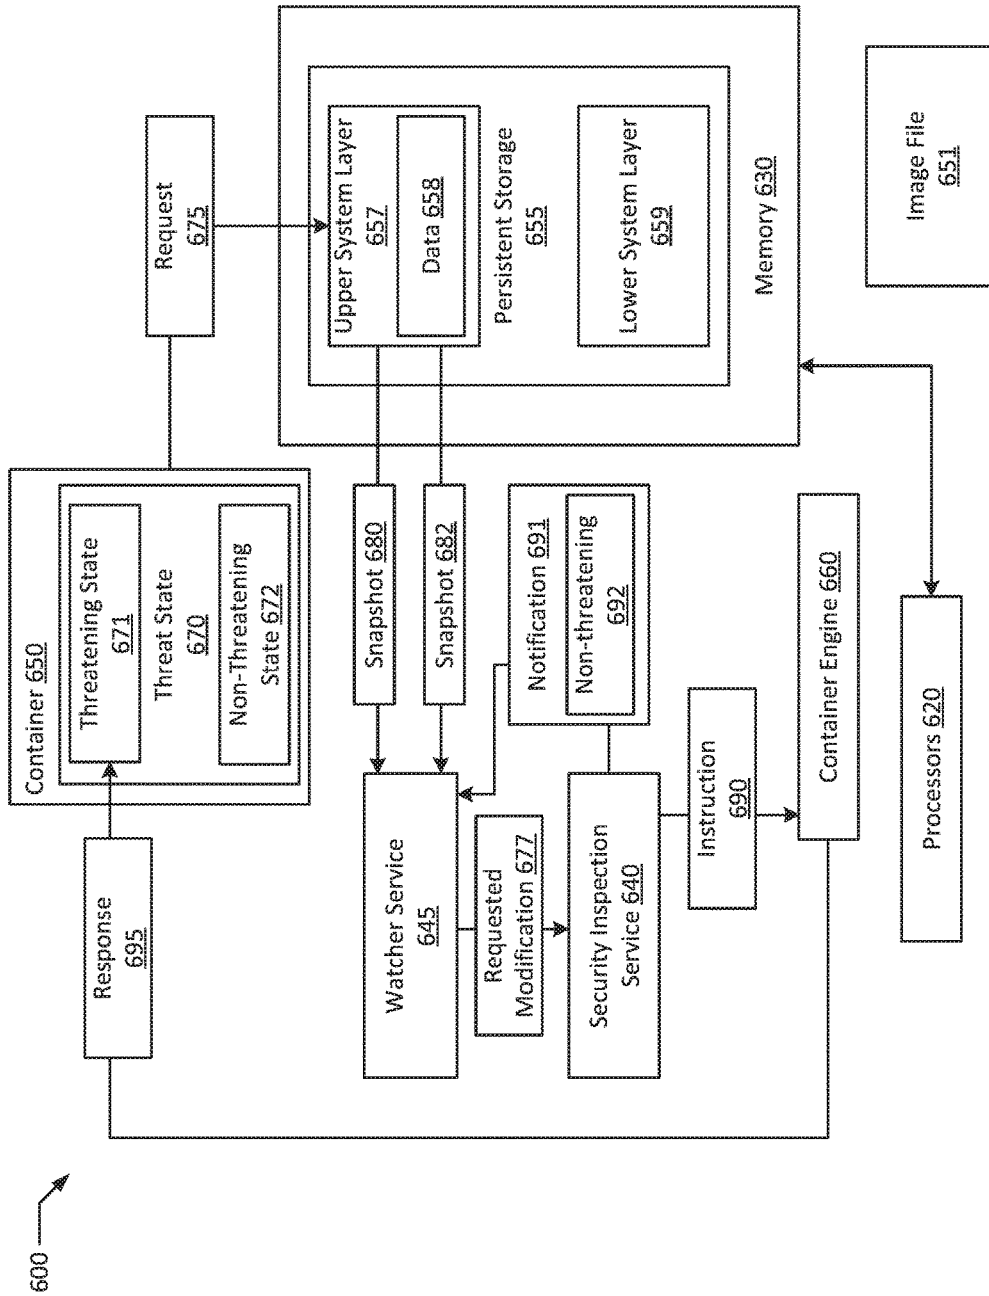 600
Response
695
Container 650
Threatening State
671
Threat State
670
Non-Threatening
State 672
Request
675
Watcher Service
645
Snapshot 680
Snapshot 682
Upper System Layer
657
Data 658
Persistent Storage
655
Lower System Layer
659
Memory 630
Requested
Modification 677
Notification 691
Non-threatening
692
Security Inspection
Service 640
Instruction
690
Container Engine 660
Processors 620
Image File
651